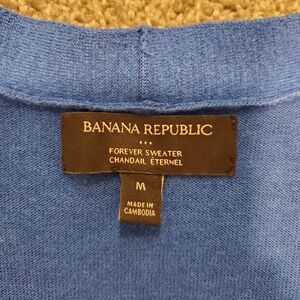 BANANA REPUBLIC
FOREVER SWEATER
CHANDAIL ÉTERNEL
M
MADE IN
CAMBODIA